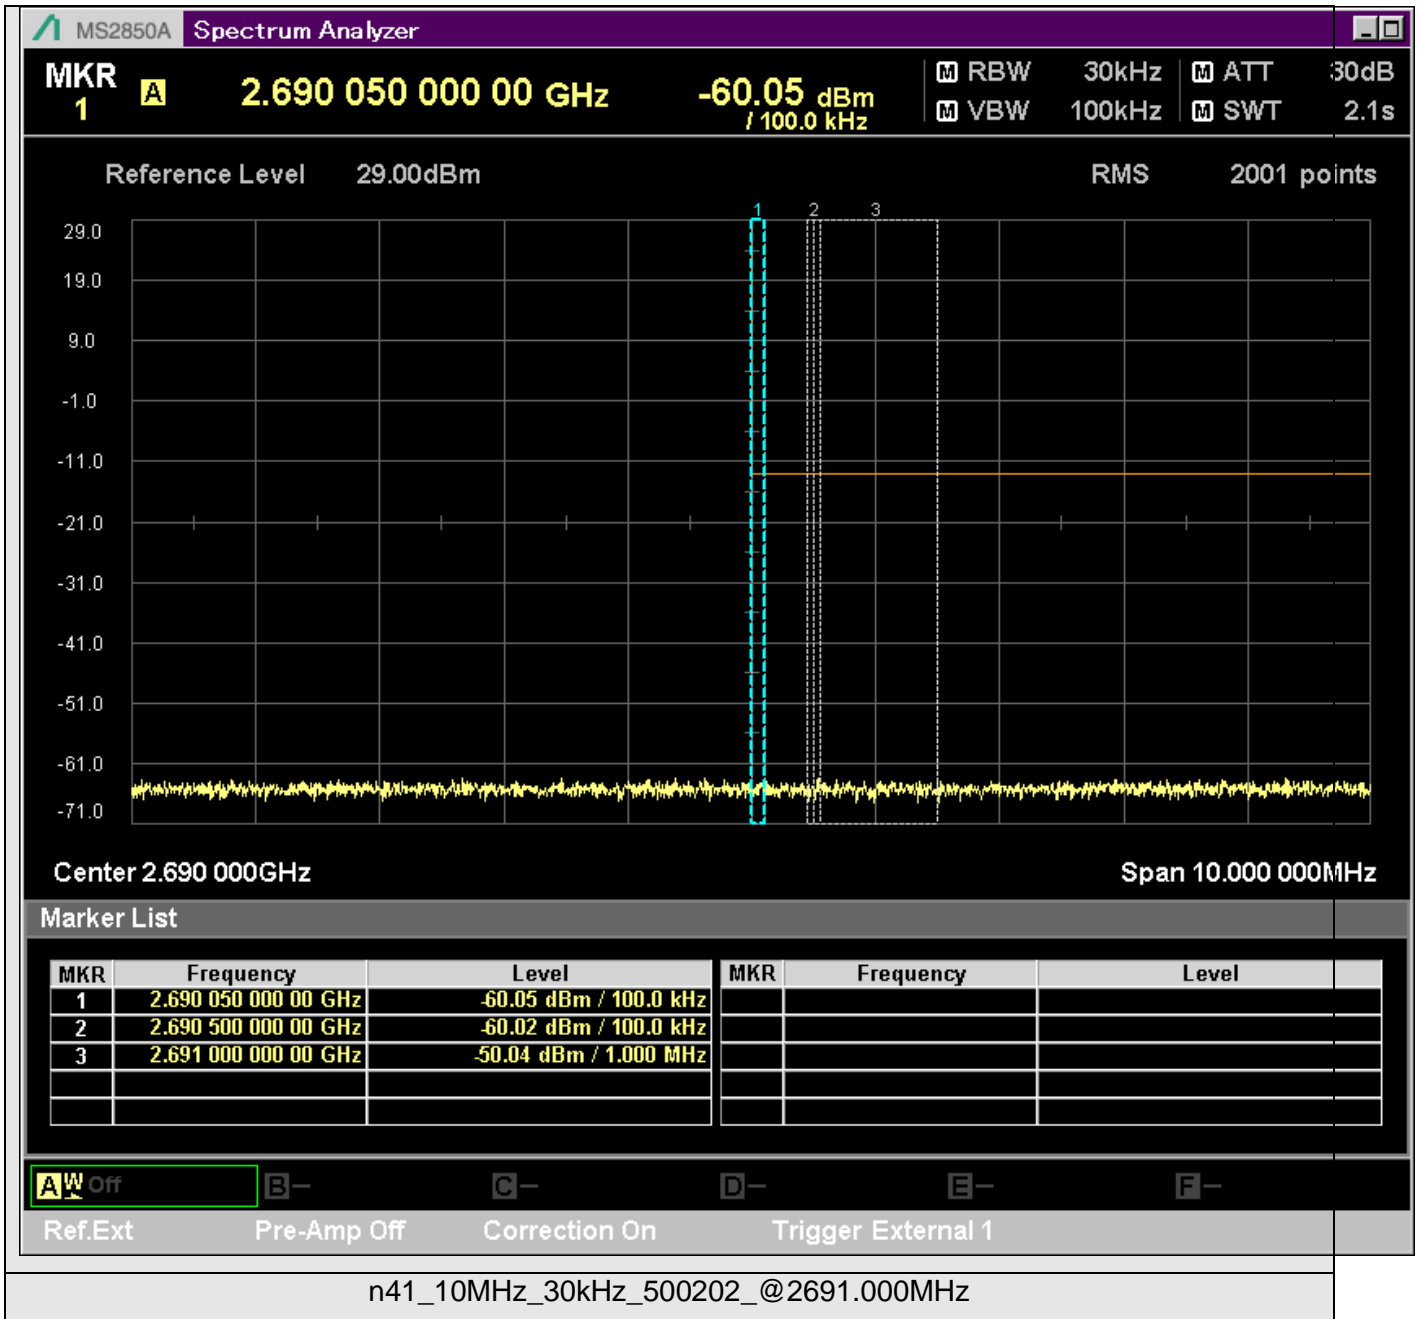 MS2850A Spectrum Analyzer
MKR 1 A 2.690 050 000 00 GHz -60.05 dBm / 100.0 kHz
M RBW 30kHz M ATT 30dB
M VBW 100kHz M SWT 2.1s
Reference Level 29.00dBm RMS 2001 points
1 2 3
29.0
19.0
9.0
-1.0
-11.0
-21.0
-31.0
-41.0
-51.0
-61.0
-71.0
Center 2.690 000GHz Span 10.000 000MHz
Marker List
MKR Frequency Level MKR Frequency Level
1 2.690 050 000 00 GHz -60.05 dBm / 100.0 kHz
2 2.690 500 000 00 GHz -60.02 dBm / 100.0 kHz
3 2.691 000 000 00 GHz -50.04 dBm / 1.000 MHz
A W Off B – C – D – E – F –
Ref.Ext Pre-Amp Off Correction On Trigger External 1
n41_10MHz_30kHz_500202_@2691.000MHz